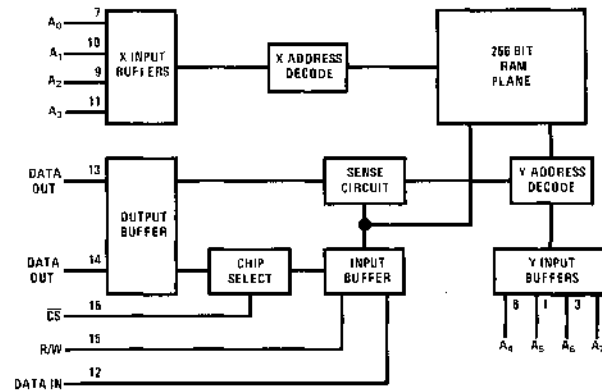 7
A₀
10
A₁
9
A₂
11
A₃
X INPUT
BUFFERS
X ADDRESS
DECODE
256 BIT
RAM
PLANE
DATA
OUT
13
OUTPUT
BUFFER
SENSE
CIRCUIT
Y ADDRESS
DECODE
DATA
OUT
14
CHIP
SELECT
INPUT
BUFFER
Y INPUT
BUFFERS
CS
16
6 1 3
A₄ A₅ A₆
R/W
15
DATA IN
12